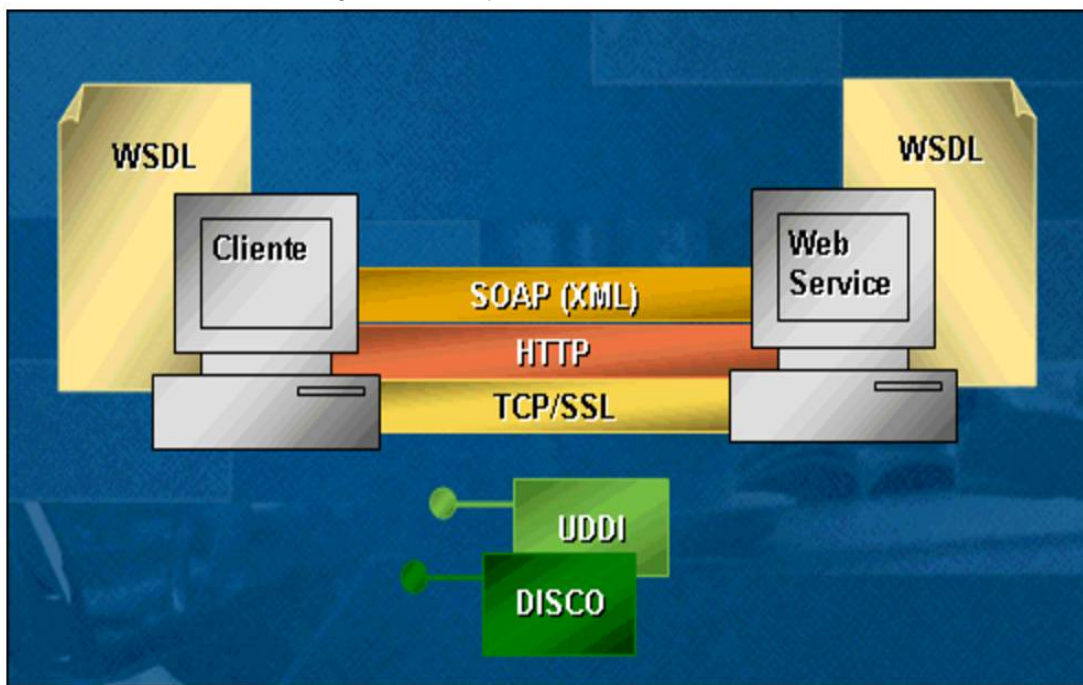 WSDL
WSDL
Cliente
Web
Service
SOAP (XML)
HTTP
TCP/SSL
UDDI
DISCO